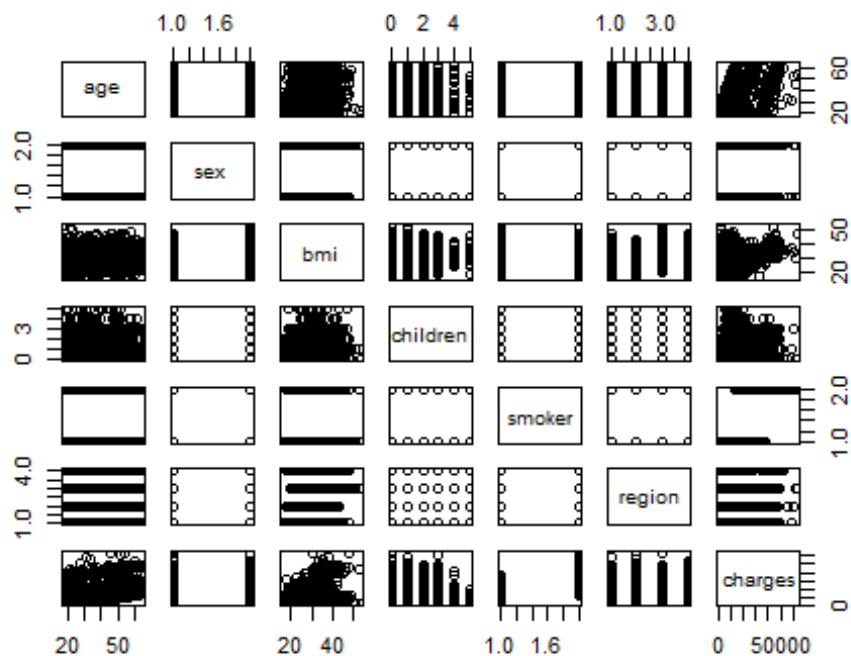 1.0 1.6 0 2 4 1.0 3.0
age 20 60
1.0 2.0 sex
bmi 20 50
0 3 children
smoker 1.0 2.0
1.0 4.0 region
charges 0
20 50 20 40 1.0 1.6 0 50000